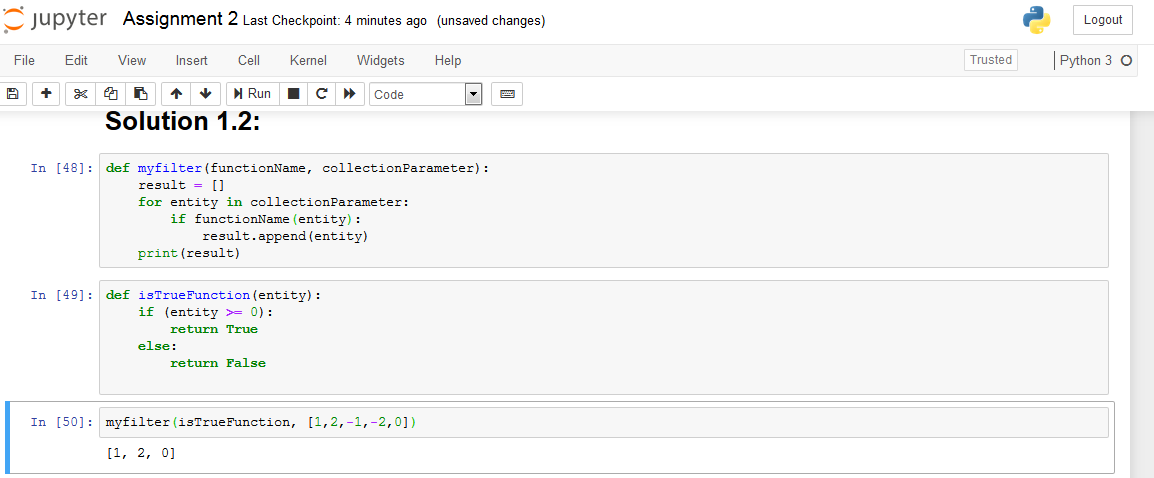 jupyter Assignment 2 Last Checkpoint: 4 minutes ago (unsaved changes) Logout
File Edit View Insert Cell Kernel Widgets Help Trusted Python 3
Run Code
Solution 1.2:
In [48]: def myfilter(functionName, collectionParameter):
    result = []
    for entity in collectionParameter:
        if functionName(entity):
            result.append(entity)
    print(result)
In [49]: def isTrueFunction(entity):
    if (entity >= 0):
        return True
    else:
        return False
In [50]: myfilter(isTrueFunction, [1,2,-1,-2,0])
[1, 2, 0]